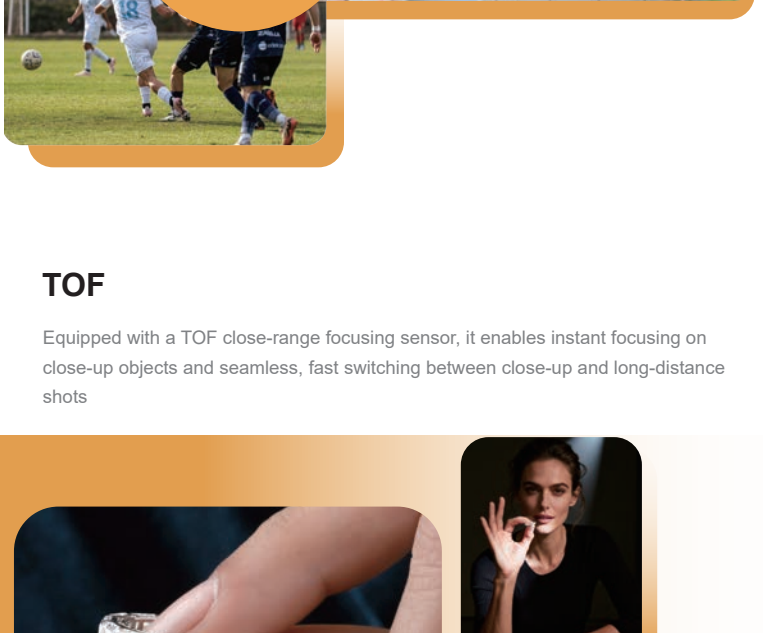 18
TOF
Equipped with a TOF close-range focusing sensor, it enables instant focusing on
close-up objects and seamless, fast switching between close-up and long-distance
shots